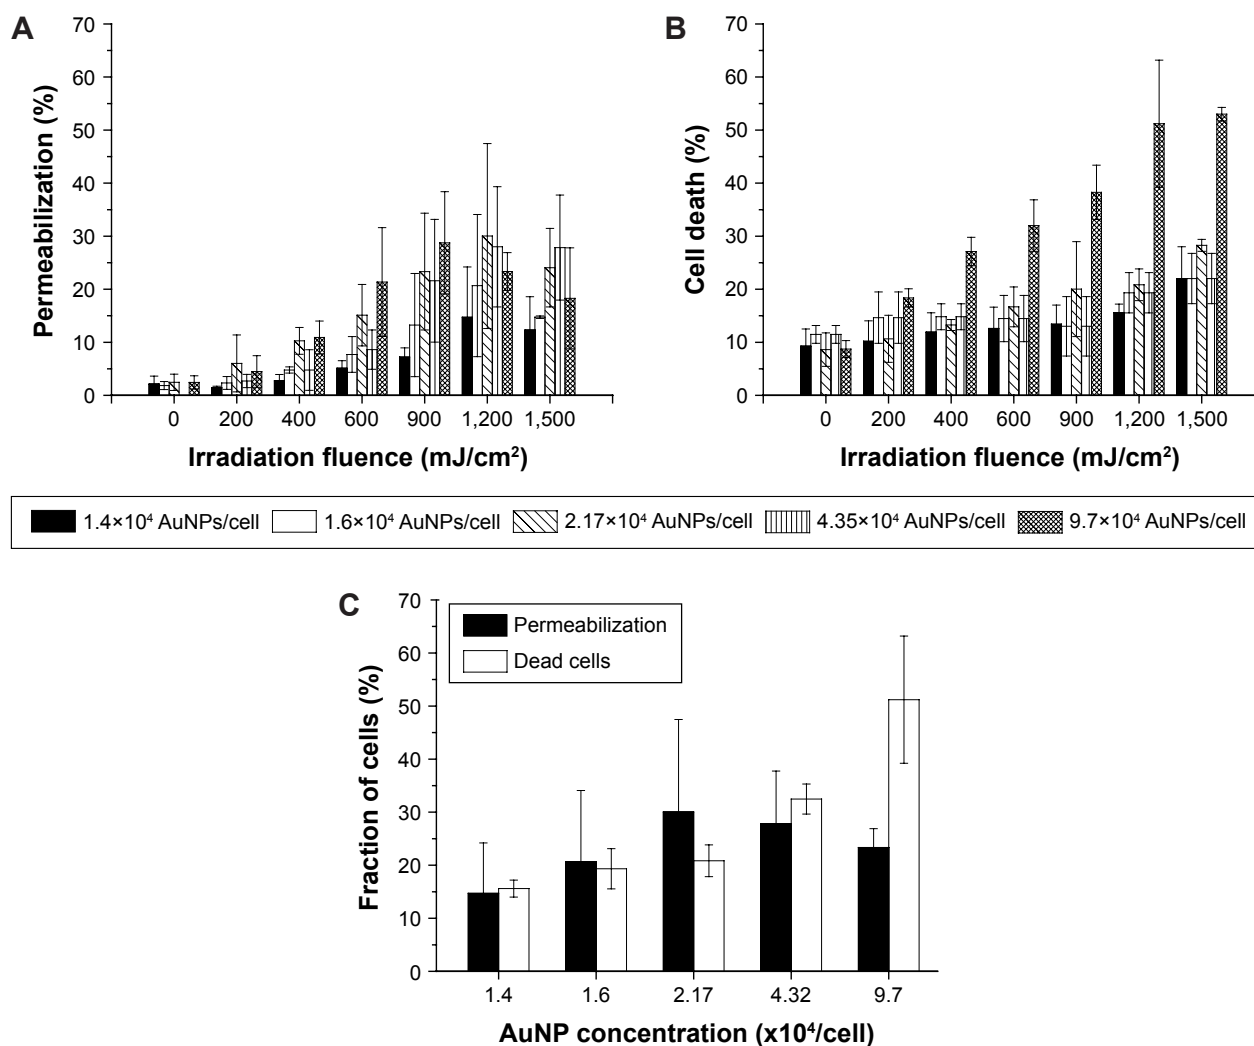 A
Permeabilization (%)
70
60
50
40
30
20
10
0
0 200 400 600 900 1,200 1,500
Irradiation fluence (mJ/cm²)
B
Cell death (%)
70
60
50
40
30
20
10
0
0 200 400 600 900 1,200 1,500
Irradiation fluence (mJ/cm²)
1.4×10⁴ AuNPs/cell 1.6×10⁴ AuNPs/cell 2.17×10⁴ AuNPs/cell 4.35×10⁴ AuNPs/cell 9.7×10⁴ AuNPs/cell
C
Fraction of cells (%)
70
60
50
40
30
20
10
0
Permeabilization
Dead cells
1.4 1.6 2.17 4.32 9.7
AuNP concentration (x10⁴/cell)